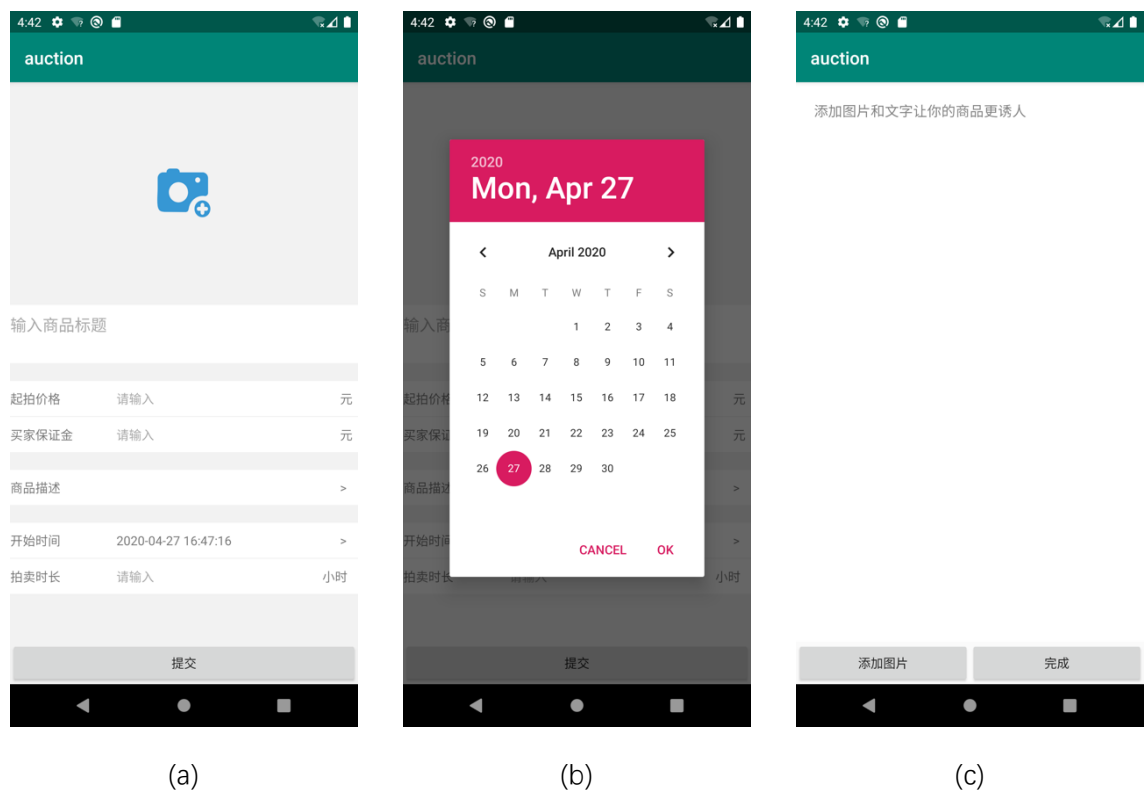 4:42
auction
输入商品标题
起拍价格 请输入 元
买家保证金 请输入 元
商品描述 >
开始时间 2020-04-27 16:47:16 >
拍卖时长 请输入 小时
提交
(a)
4:42
auction
2020
Mon, Apr 27
April 2020
S M T W T F S
1 2 3 4
5 6 7 8 9 10 11
12 13 14 15 16 17 18
19 20 21 22 23 24 25
26 27 28 29 30
CANCEL OK
输入商
起拍价格 元
买家保证 元
商品描述 >
开始时间 >
拍卖时长 请输入 小时
提交
(b)
4:42
auction
添加图片和文字让你的商品更诱人
添加图片 完成
(c)